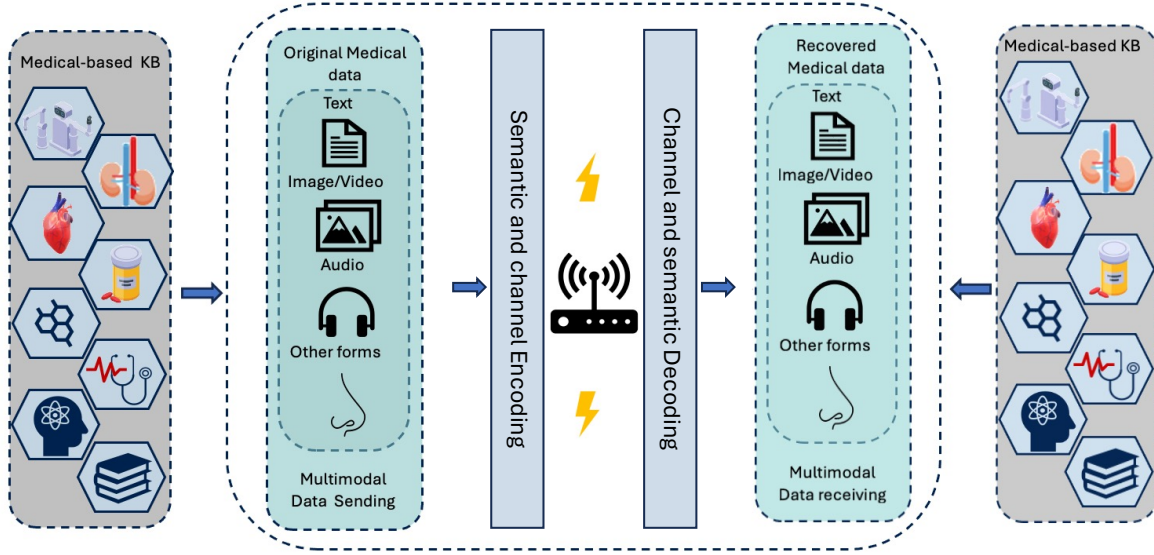 Medical-based KB
Original Medical
data
Text
Image/Video
Audio
Other forms
Multimodal
Data Sending
Semantic and channel Encoding
Channel and semantic Decoding
Recovered
Medical data
Text
Image/Video
Audio
Other forms
Multimodal
Data receiving
Medical-based KB